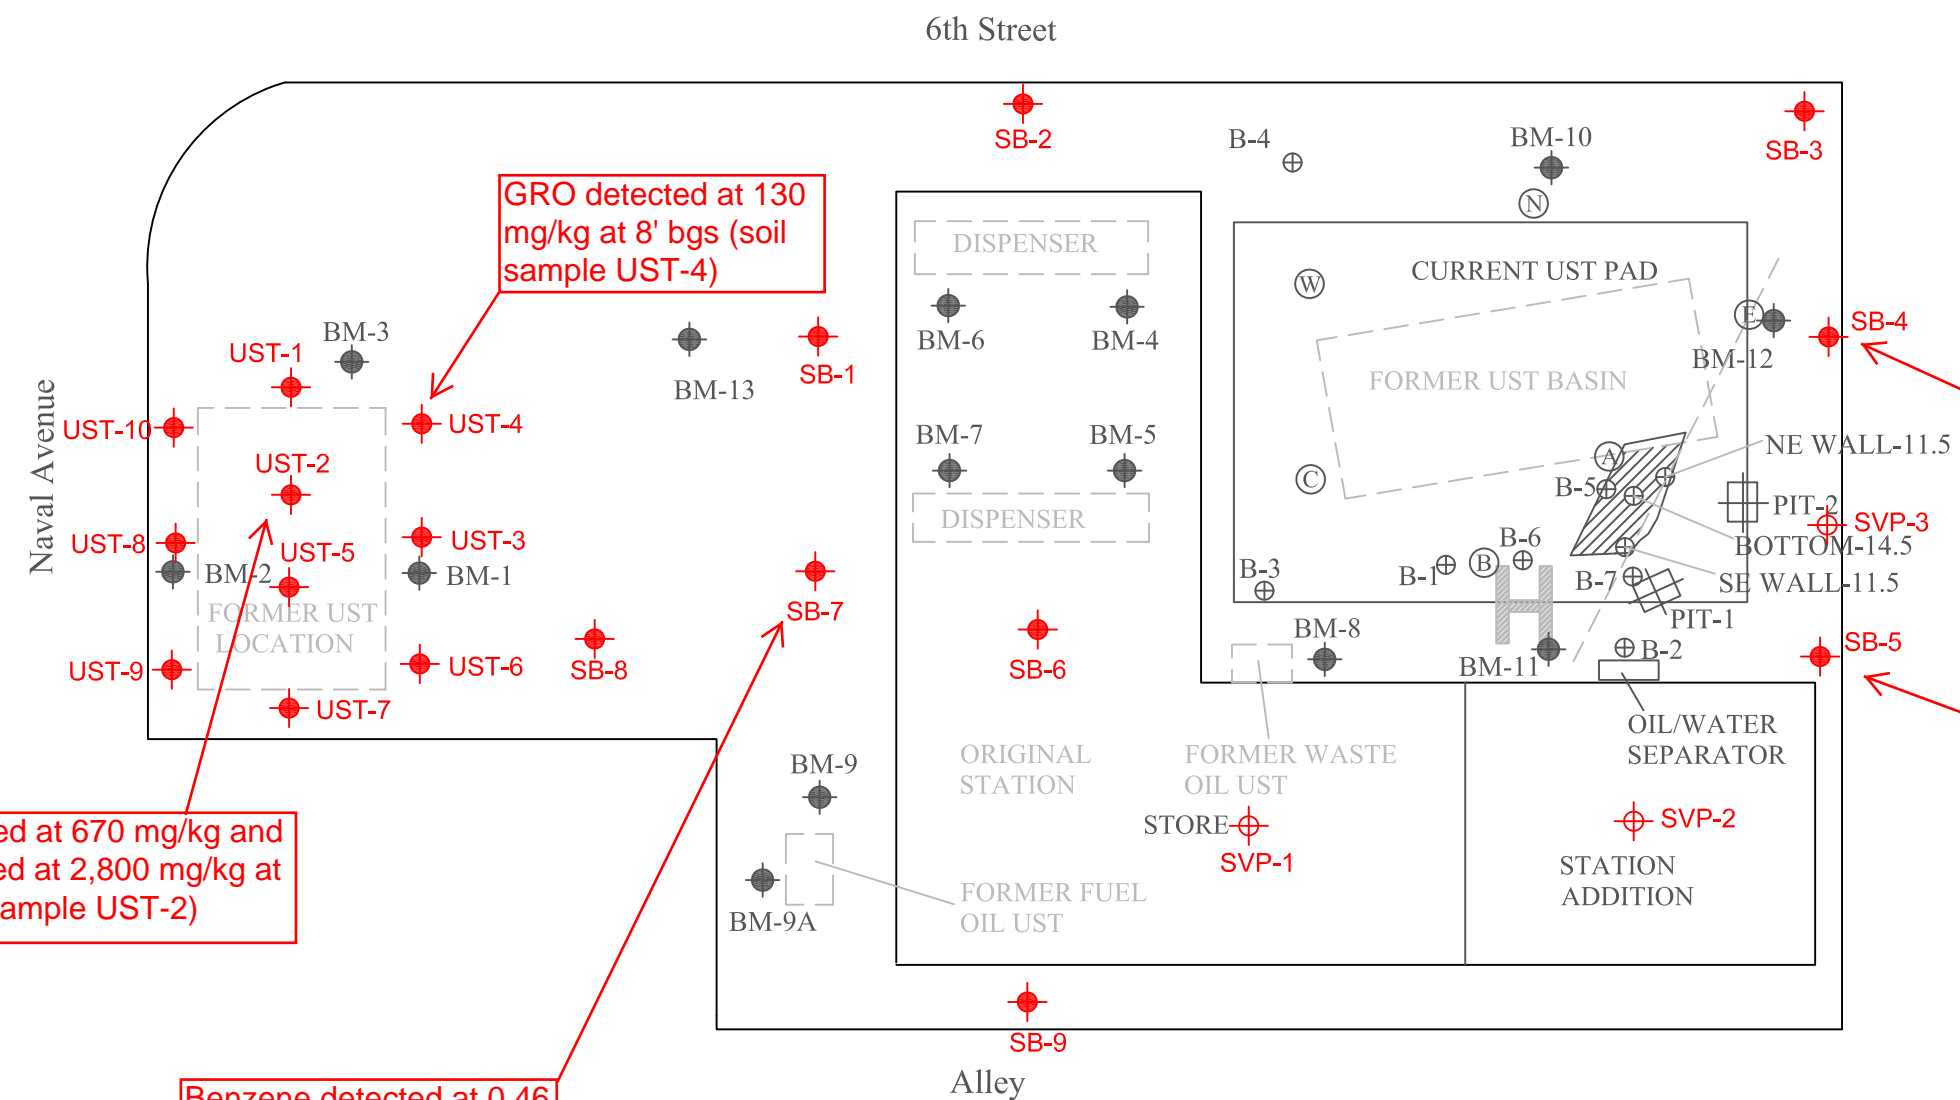 6th Street
SB-2
SB-3
B-4
BM-10
N
GRO detected at 130
mg/kg at 8' bgs (soil
sample UST-4)
DISPENSER
CURRENT UST PAD
W
E
BM-3
BM-13
SB-1
BM-6
BM-4
BM-12
SB-4
UST-1
FORMER UST BASIN
Naval Avenue
UST-10
UST-4
UST-2
BM-7
BM-5
A
NE WALL-11.5
C
B-5
PIT-2
DISPENSER
SVP-3
UST-8
UST-3
UST-5
B-6
BOTTOM-14.5
BM-2
BM-1
B-3
B-1
B
B-7
SE WALL-11.5
FORMER UST
LOCATION
SB-7
PIT-1
BM-8
SB-5
UST-9
UST-6
SB-8
SB-6
BM-11
B-2
UST-7
OIL/WATER
SEPARATOR
ORIGINAL
STATION
FORMER WASTE
OIL UST
BM-9
ed at 670 mg/kg and
ed at 2,800 mg/kg at
ample UST-2)
STORE
SVP-1
SVP-2
STATION
ADDITION
FORMER FUEL
OIL UST
BM-9A
SB-9
Alley
Benzene detected at 0.46